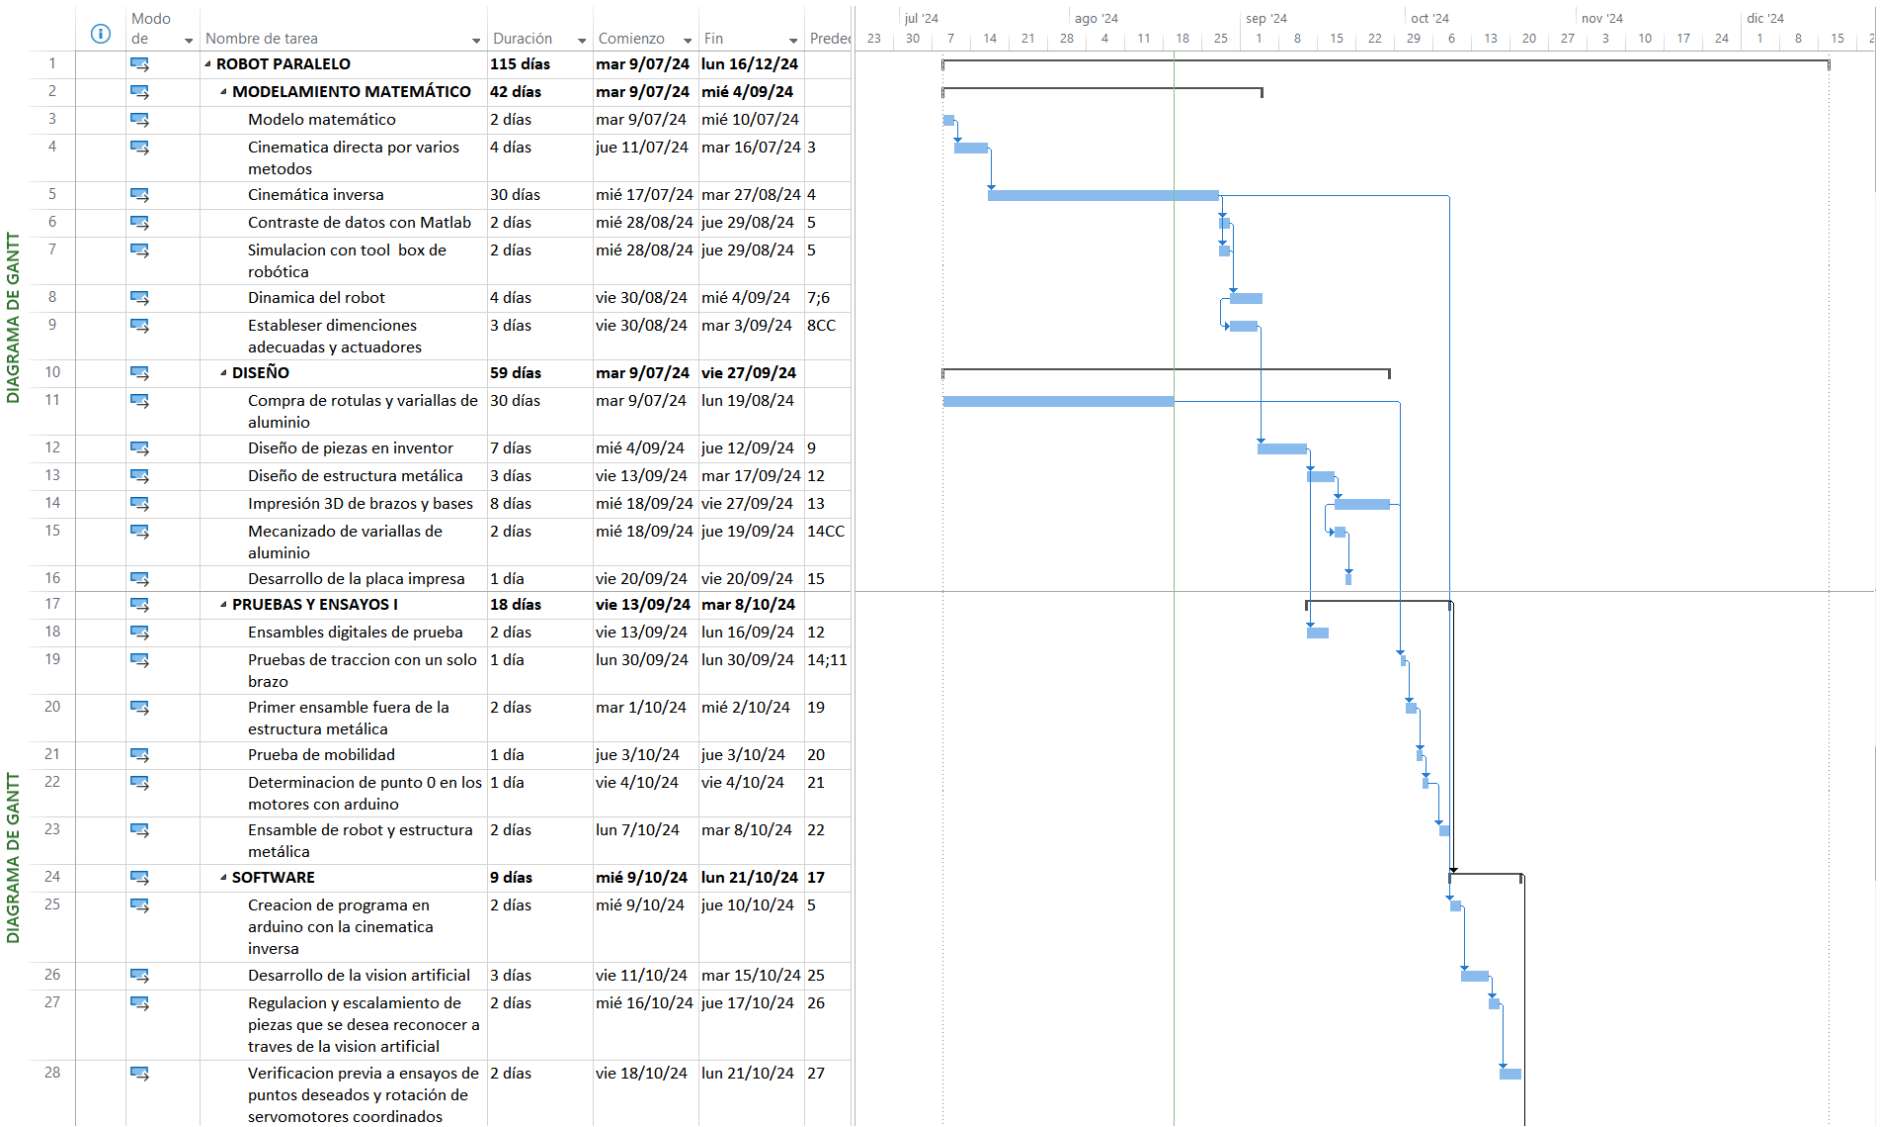 DIAGRAMA DE GANTT
DIAGRAMA DE GANTT
Modo de Nombre de tarea Duración Comienzo Fin Predec
jul '24 ago '24 sep '24 oct '24 nov '24 dic '24
23 30 7 14 21 28 4 11 18 25 1 8 15 22 29 6 13 20 27 3 10 17 24 1 8 15 2
1 ROBOT PARALELO 115 días mar 9/07/24 lun 16/12/24
2 MODELAMIENTO MATEMÁTICO 42 días mar 9/07/24 mié 4/09/24
3 Modelo matemático 2 días mar 9/07/24 mié 10/07/24
4 Cinematica directa por varios 4 días jue 11/07/24 mar 16/07/24 3
metodos
5 Cinemática inversa 30 días mié 17/07/24 mar 27/08/24 4
6 Contraste de datos con Matlab 2 días mié 28/08/24 jue 29/08/24 5
7 Simulacion con tool box de 2 días mié 28/08/24 jue 29/08/24 5
robótica
8 Dinamica del robot 4 días vie 30/08/24 mié 4/09/24 7;6
9 Estableser dimenciones 3 días vie 30/08/24 mar 3/09/24 8CC
adecuadas y actuadores
10 DISEÑO 59 días mar 9/07/24 vie 27/09/24
11 Compra de rotulas y variallas de 30 días mar 9/07/24 lun 19/08/24
aluminio
12 Diseño de piezas en inventor 7 días mié 4/09/24 jue 12/09/24 9
13 Diseño de estructura metálica 3 días vie 13/09/24 mar 17/09/24 12
14 Impresión 3D de brazos y bases 8 días mié 18/09/24 vie 27/09/24 13
15 Mecanizado de variallas de 2 días mié 18/09/24 jue 19/09/24 14CC
aluminio
16 Desarrollo de la placa impresa 1 día vie 20/09/24 vie 20/09/24 15
17 PRUEBAS Y ENSAYOS I 18 días vie 13/09/24 mar 8/10/24
18 Ensambles digitales de prueba 2 días vie 13/09/24 lun 16/09/24 12
19 Pruebas de traccion con un solo 1 día lun 30/09/24 lun 30/09/24 14;11
brazo
20 Primer ensamble fuera de la 2 días mar 1/10/24 mié 2/10/24 19
estructura metálica
21 Prueba de mobilidad 1 día jue 3/10/24 jue 3/10/24 20
22 Determinacion de punto 0 en los 1 día vie 4/10/24 vie 4/10/24 21
motores con arduino
23 Ensamble de robot y estructura 2 días lun 7/10/24 mar 8/10/24 22
metálica
24 SOFTWARE 9 días mié 9/10/24 lun 21/10/24 17
25 Creacion de programa en 2 días mié 9/10/24 jue 10/10/24 5
arduino con la cinematica
inversa
26 Desarrollo de la vision artificial 3 días vie 11/10/24 mar 15/10/24 25
27 Regulacion y escalamiento de 2 días mié 16/10/24 jue 17/10/24 26
piezas que se desea reconocer a
traves de la vision artificial
28 Verificacion previa a ensayos de 2 días vie 18/10/24 lun 21/10/24 27
puntos deseados y rotación de
servomotores coordinados